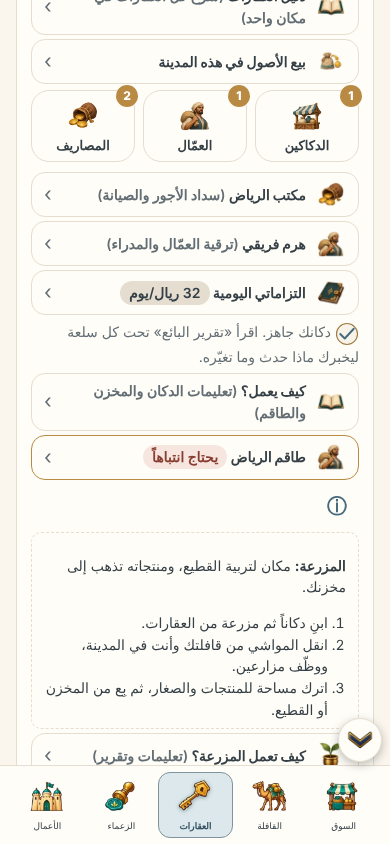 مكان واحد)
بيع الأصول في هذه المدينة
1
1
2
الدكاكين
العمّال
المصاريف
مكتب الرياض (سداد الأجور والصيانة)
هرم فريقي (ترقية العمّال والمدراء)
التزاماتي اليومية 32 ريال/يوم
دكانك جاهز. اقرأ «تقرير البائع» تحت كل سلعة
ليخبرك ماذا حدث وما تغيّره.
كيف يعمل؟ (تعليمات الدكان والمخزن
والطاقم)
طاقم الرياض يحتاج انتباهاً
المزرعة: مكان لتربية القطيع، ومنتجاته تذهب إلى
مخزنك.
1. ابنِ دكاناً ثم مزرعة من العقارات.
2. انقل المواشي من قافلتك وأنت في المدينة،
ووظّف مزارعين.
3. اترك مساحة للمنتجات والصغار، ثم بِع من المخزن
أو القطيع.
كيف تعمل المزرعة؟ (تعليمات وتقرير)
السوق
القافلة
العقارات
الزعماء
الأعمال